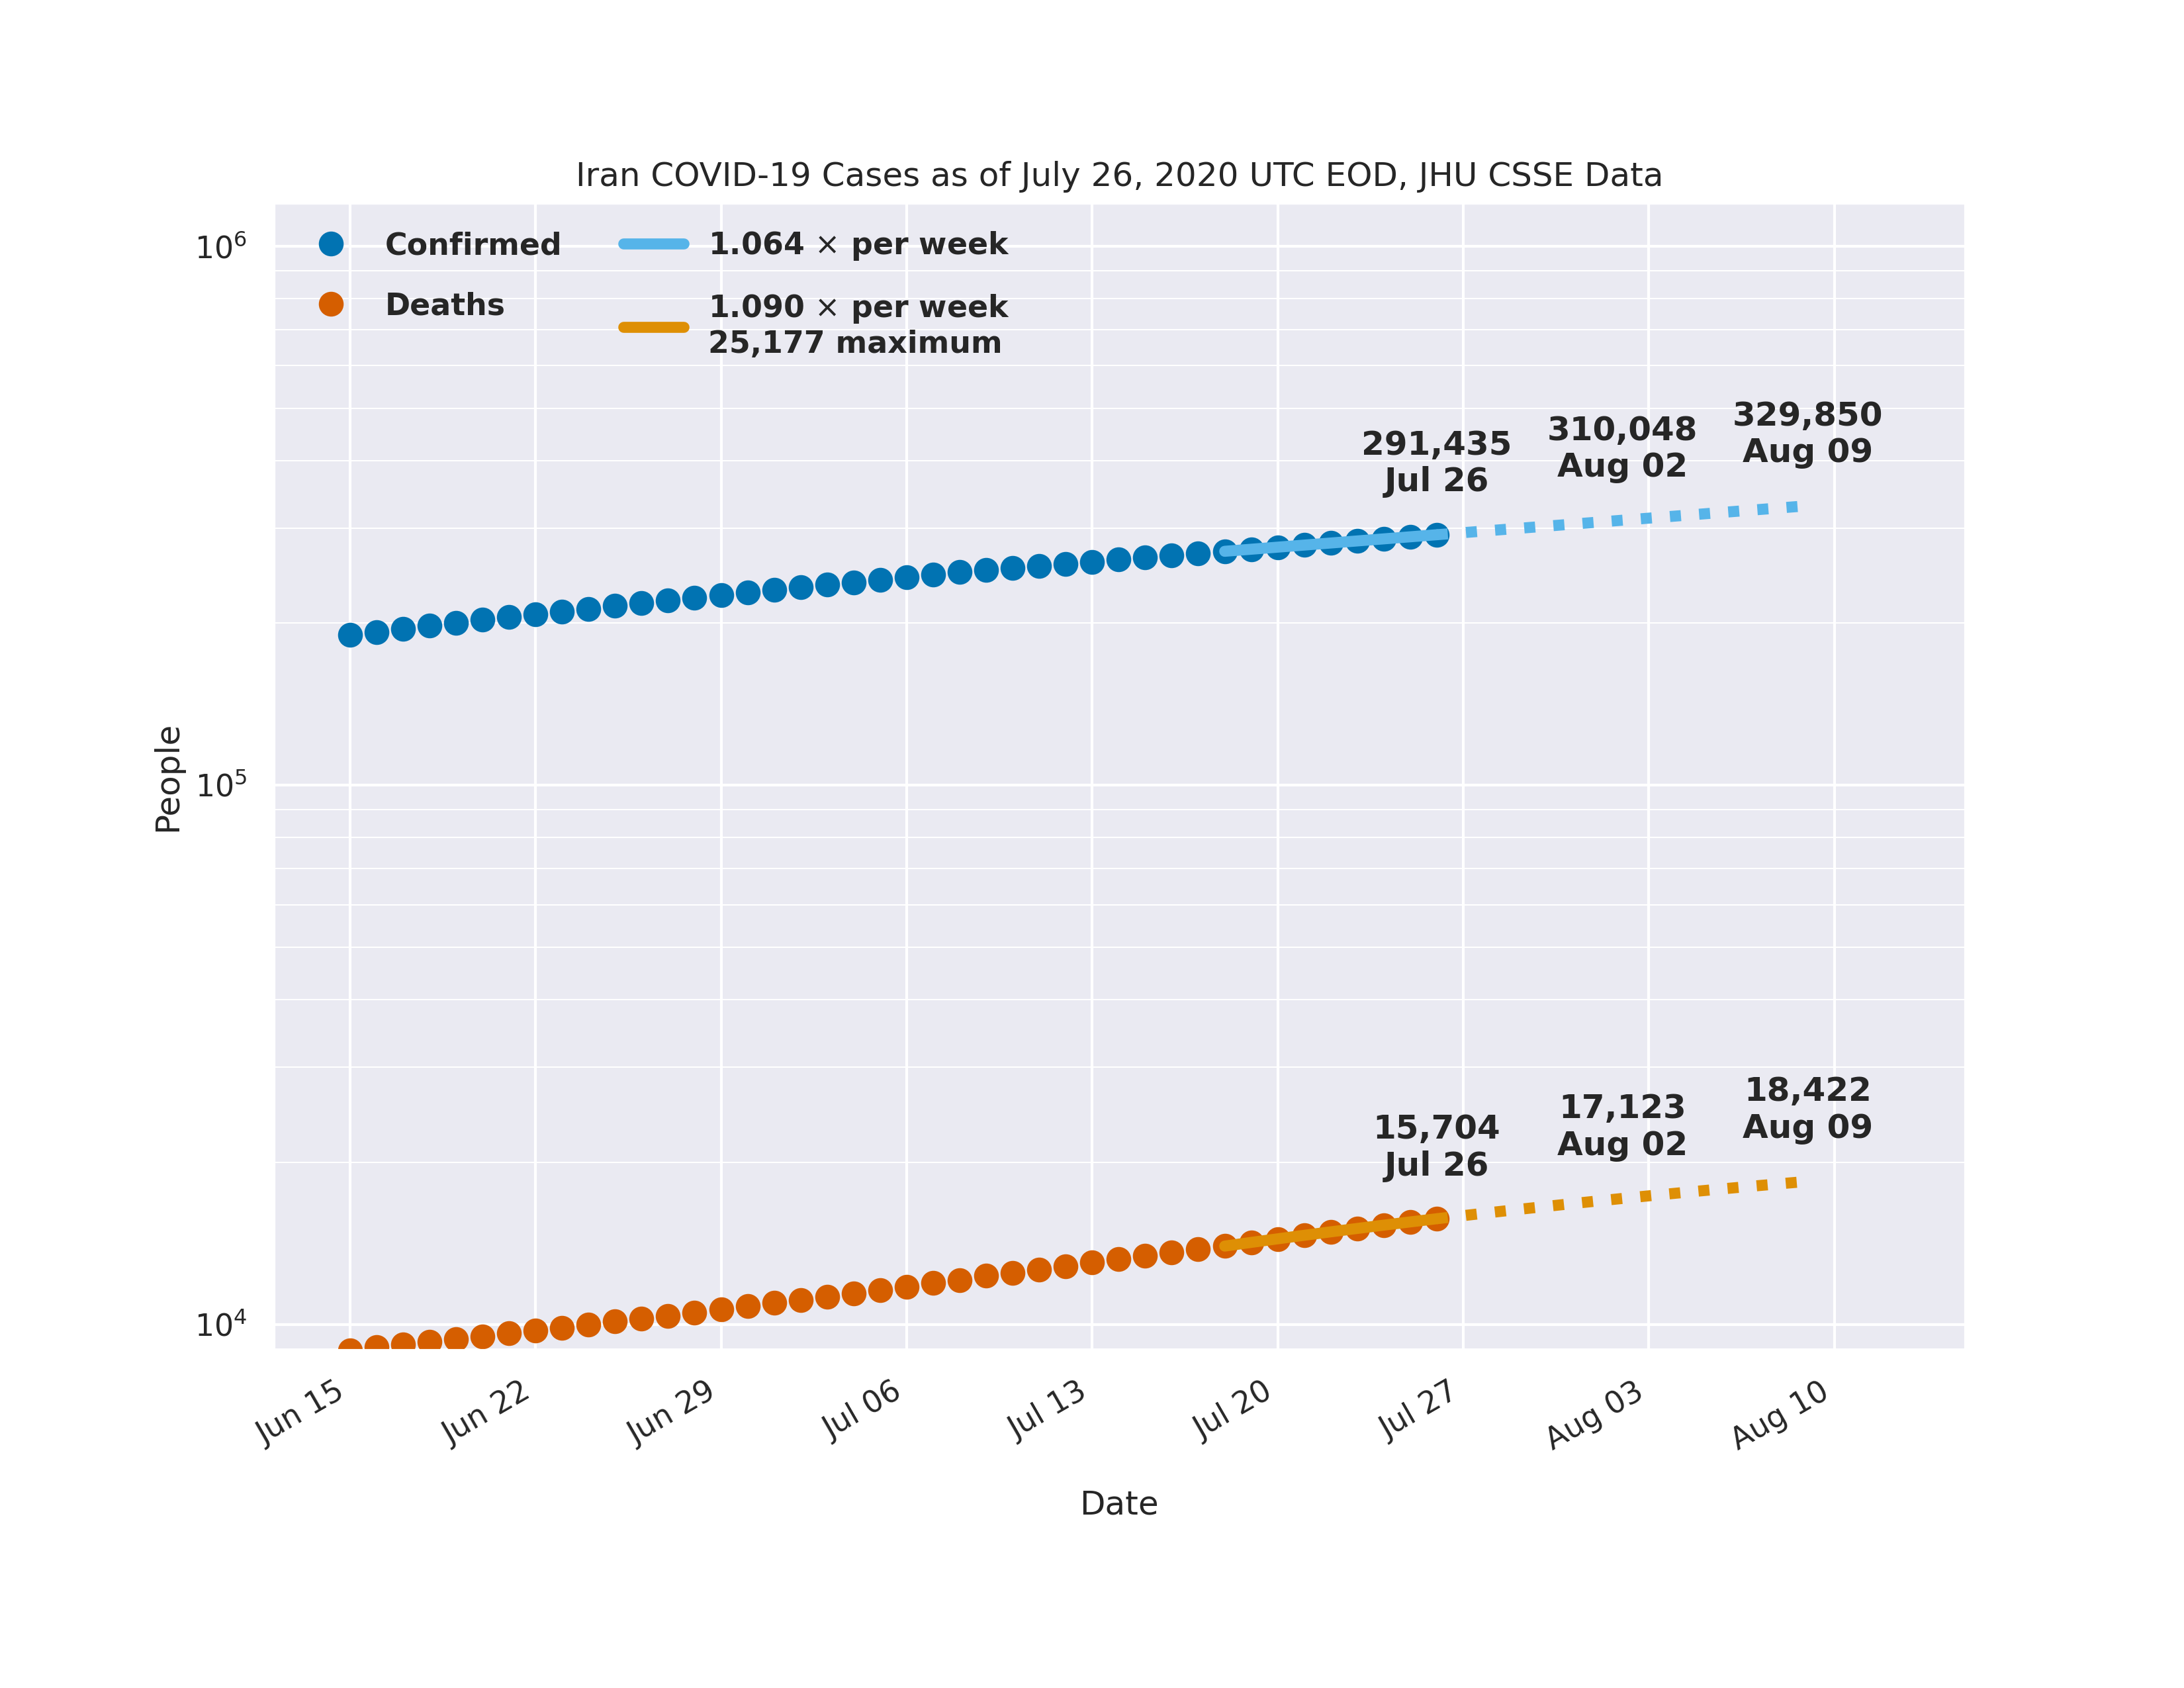 Iran COVID-19 Cases as of July 26, 2020 UTC EOD, JHU CSSE Data
Confirmed
Deaths
1.064 × per week
1.090 × per week
25,177 maximum
291,435
Jul 26
310,048
Aug 02
329,850
Aug 09
15,704
Jul 26
17,123
Aug 02
18,422
Aug 09
People
10⁶
10⁵
10⁴
Jun 15
Jun 22
Jun 29
Jul 06
Jul 13
Jul 20
Jul 27
Aug 03
Aug 10
Date